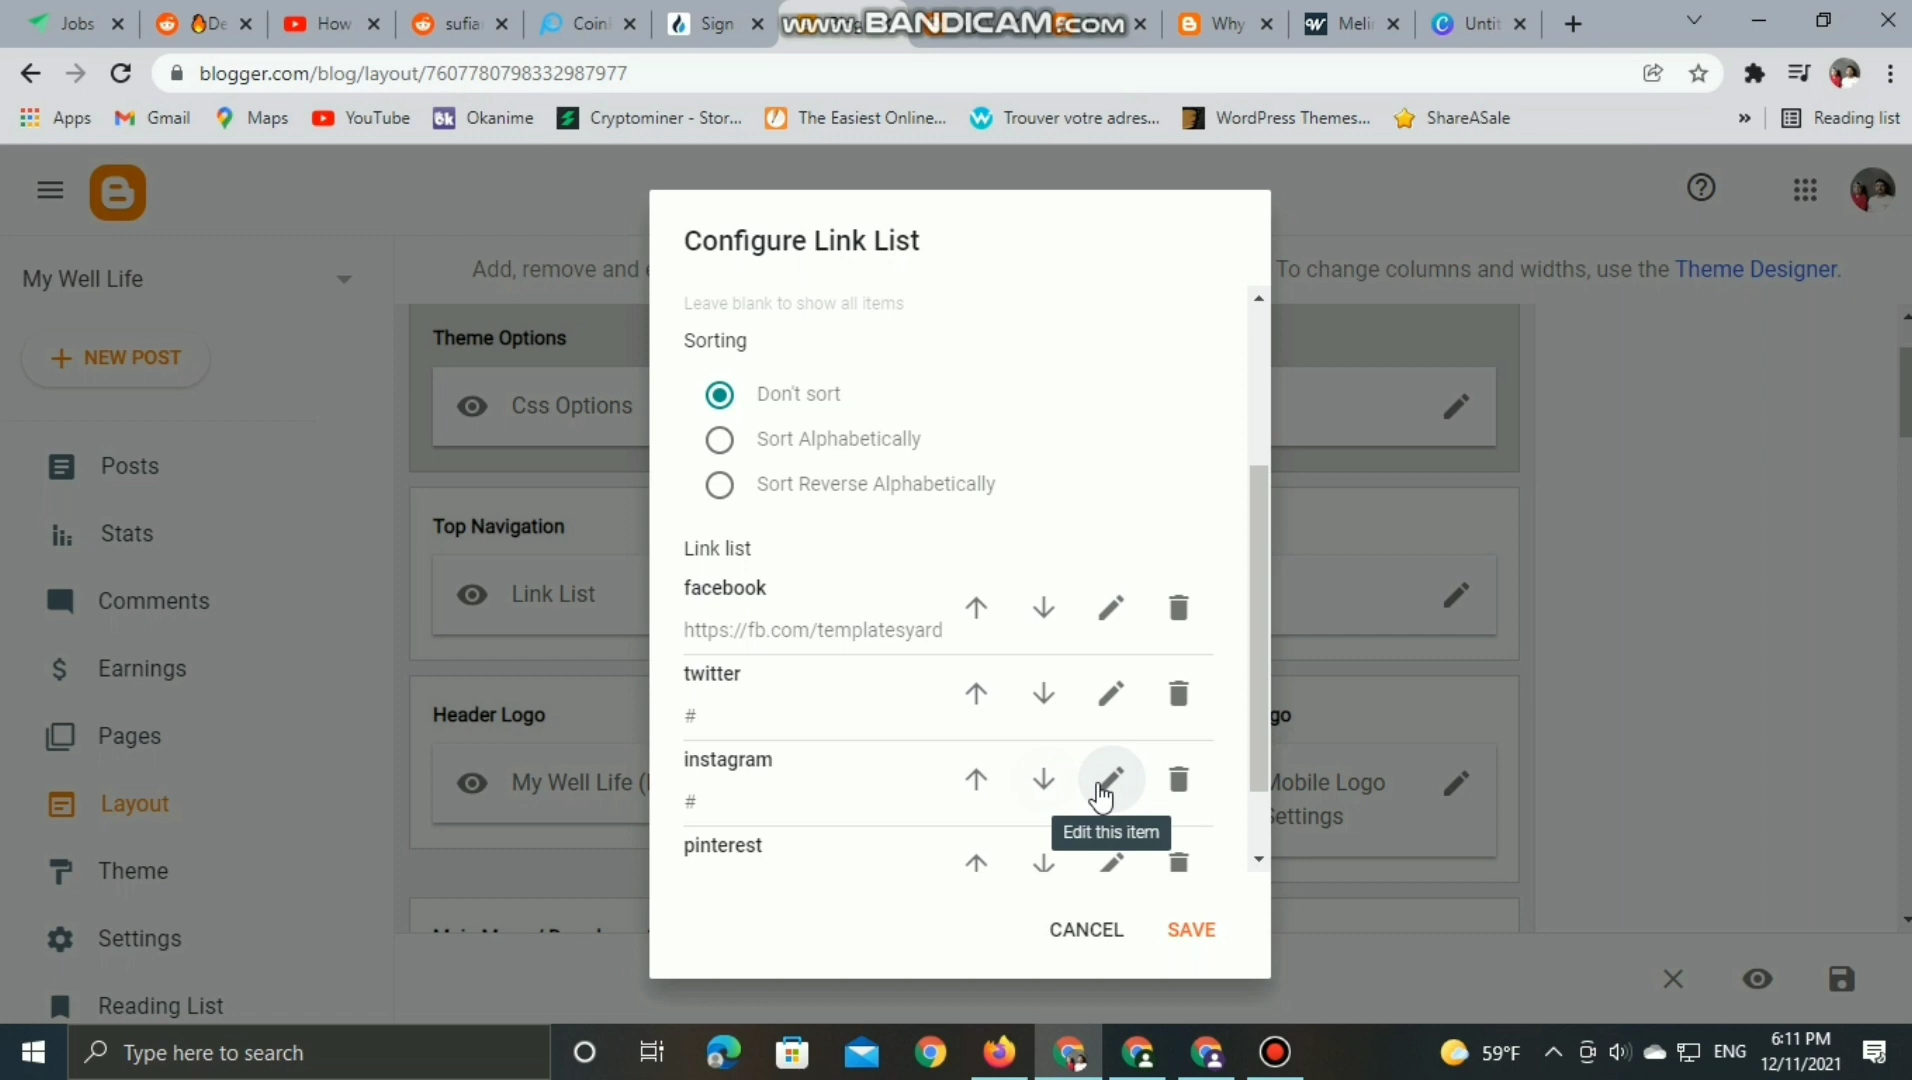 Jobs
De
How
sufia
Coin
Sign
www.BANDICAM.com
Why
Meli
Untit
blogger.com/blog/layout/7607780798332987977
Apps
Gmail
Maps
YouTube
Okanime
Cryptominer - Stor...
The Easiest Online...
Trouver votre adres...
WordPress Themes...
ShareASale
»
Reading list
My Well Life
NEW POST
Posts
Stats
Comments
Earnings
Pages
Layout
Theme
Settings
Reading List
Add, remove and
To change columns and widths, use the Theme Designer.
Theme Options
Css Options
Top Navigation
Link List
Header Logo
My Well Life (
go
Mobile Logo
Settings
Configure Link List
Leave blank to show all items
Sorting
Don't sort
Sort Alphabetically
Sort Reverse Alphabetically
Link list
facebook
https://fb.com/templatesyard
twitter
#
instagram
#
Edit this item
pinterest
CANCEL
SAVE
Type here to search
59°F
ENG
6:11 PM
12/11/2021